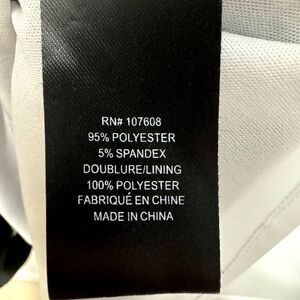 RN# 107608
95% POLYESTER
5% SPANDEX
DOUBLURE/LINING
100% POLYESTER
FABRIQUÉ EN CHINE
MADE IN CHINA